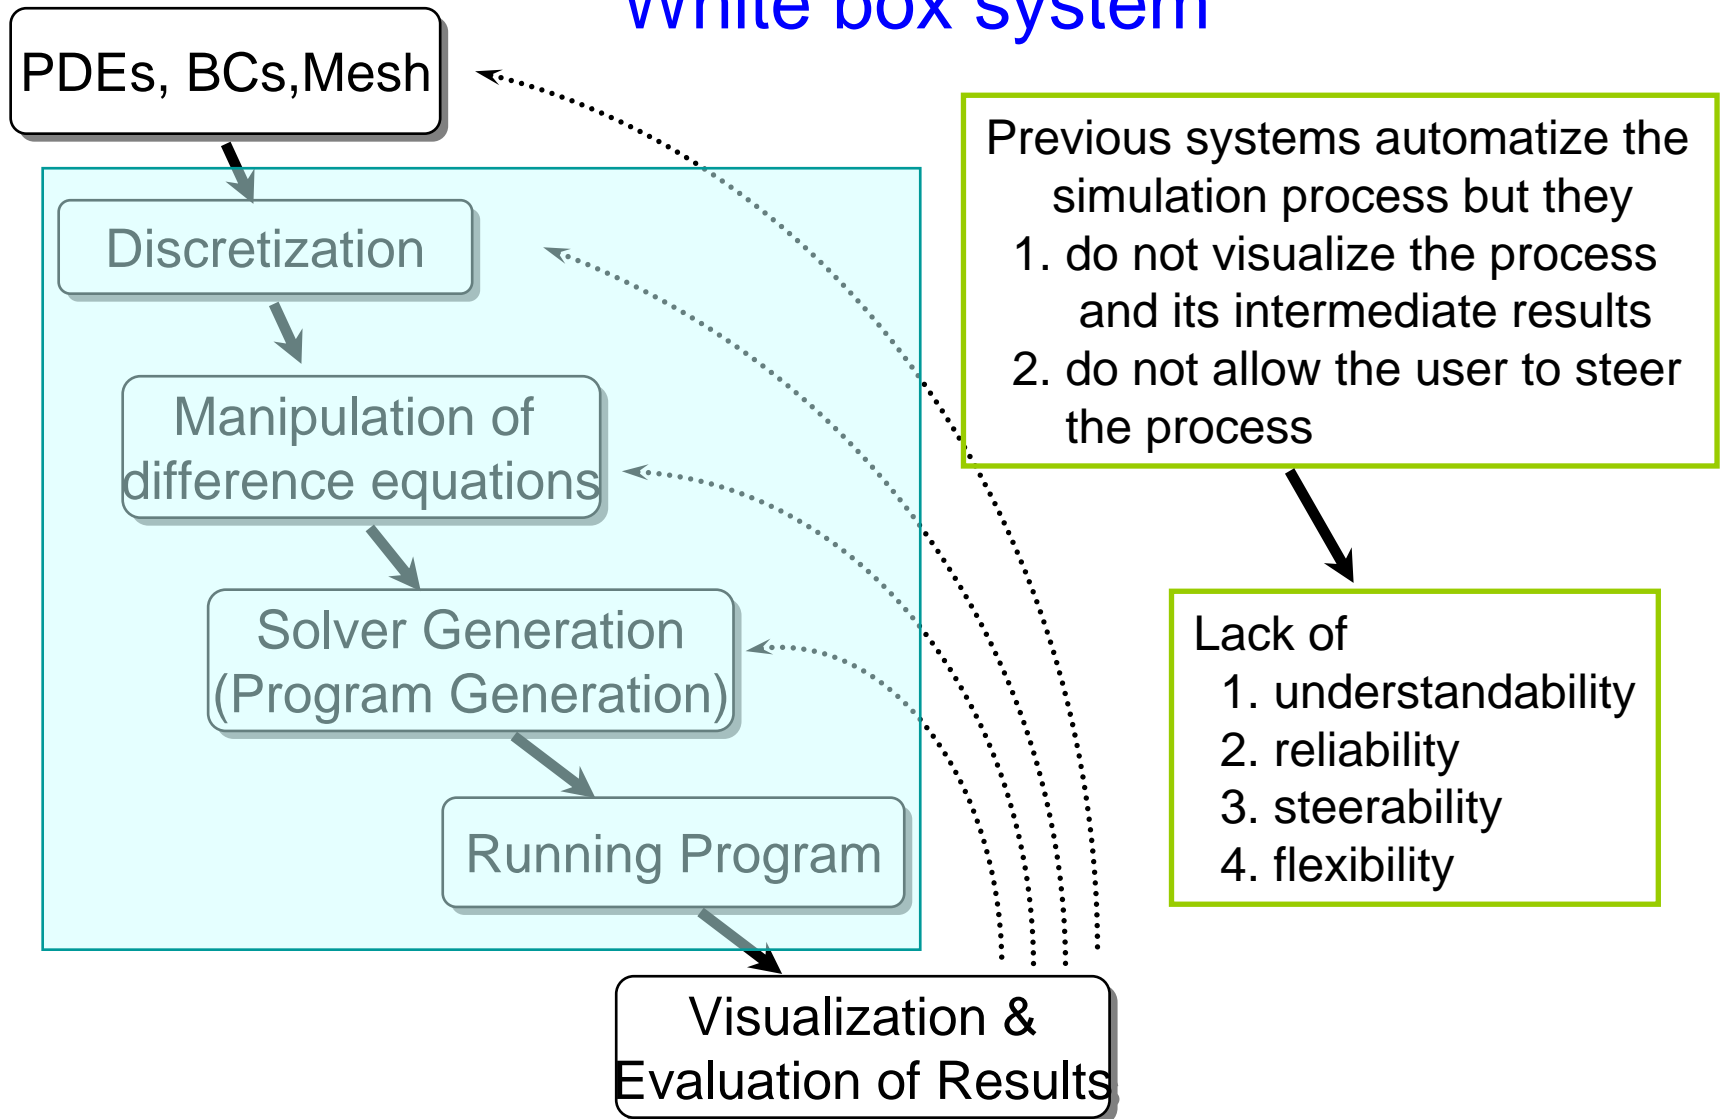 White box system
PDEs, BCs,Mesh
Discretization
Manipulation of
difference equations
Solver Generation
(Program Generation)
Running Program
Visualization &
Evaluation of Results
Previous systems automatize the
simulation process but they
1. do not visualize the process
and its intermediate results
2. do not allow the user to steer
the process
Lack of
1. understandability
2. reliability
3. steerability
4. flexibility